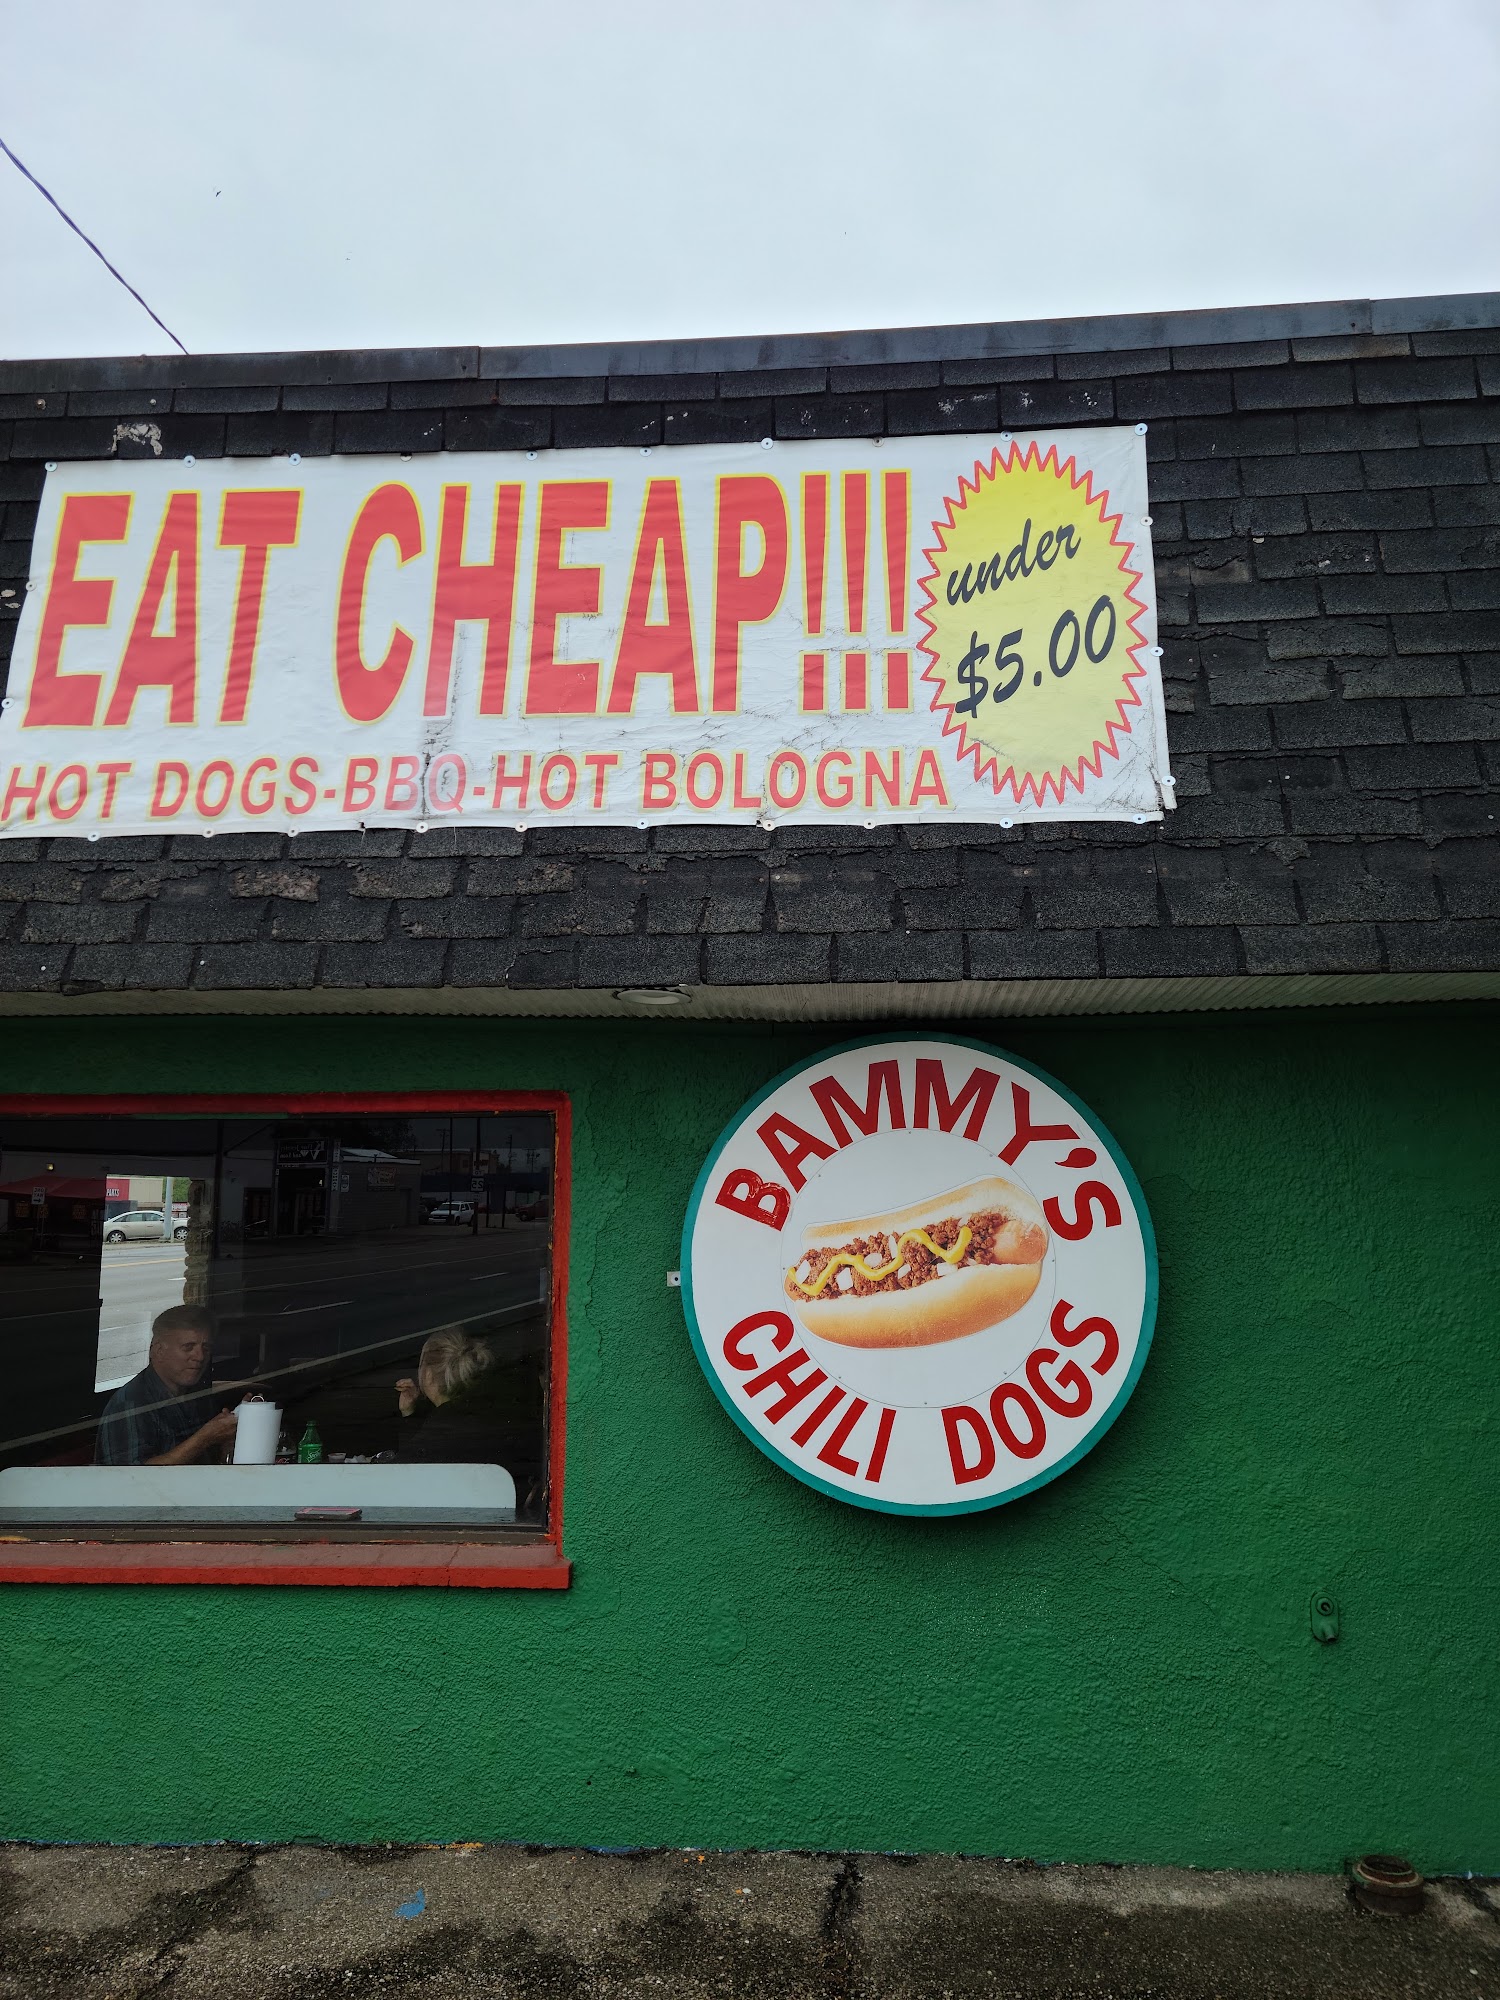 EAT CHEAP!!!
under
$5.00
HOT DOGS-BBQ-HOT BOLOGNA
BAMMY'S
CHILI DOGS